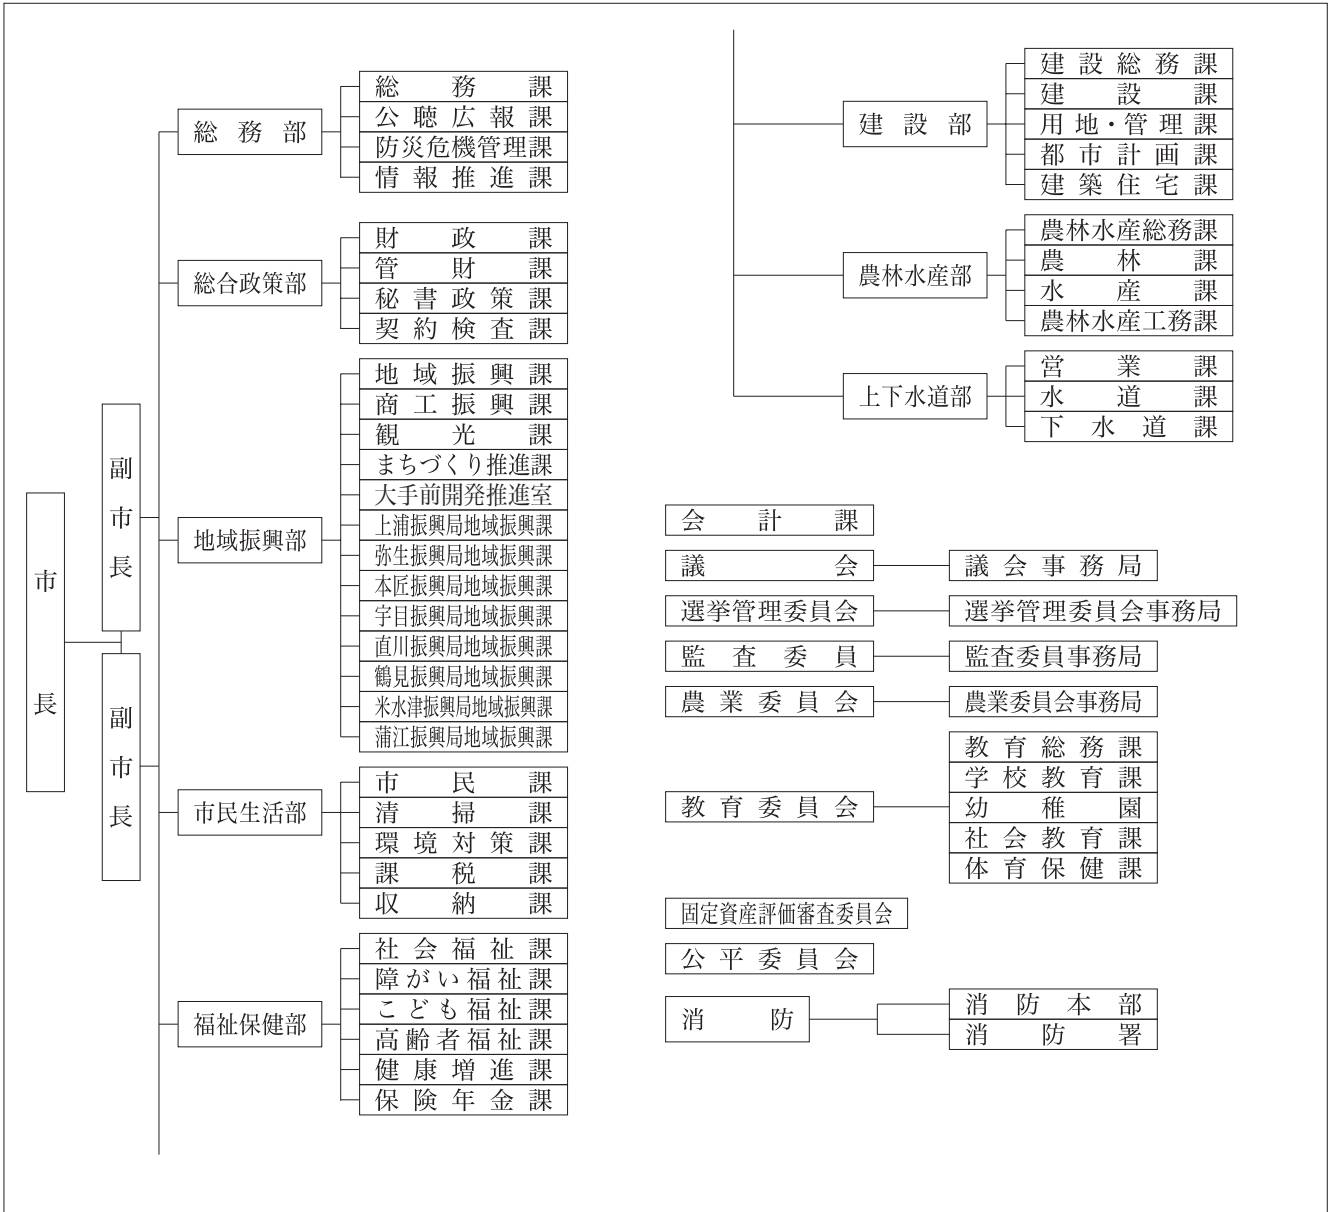 市長
副市長
副市長
総務部
総務課
公聴広報課
防災危機管理課
情報推進課
総合政策部
財政課
管財課
秘書政策課
契約検査課
地域振興部
地域振興課
商工振興課
観光課
まちづくり推進課
大手前開発推進室
上浦振興局地域振興課
弥生振興局地域振興課
本匠振興局地域振興課
宇目振興局地域振興課
直川振興局地域振興課
鶴見振興局地域振興課
米水津振興局地域振興課
蒲江振興局地域振興課
市民生活部
市民課
清掃課
環境対策課
課税課
収納課
福祉保健部
社会福祉課
障がい福祉課
こども福祉課
高齢者福祉課
健康増進課
保険年金課
建設部
建設総務課
建設課
用地・管理課
都市計画課
建築住宅課
農林水産部
農林水産総務課
農林課
水産課
農林水産工務課
上下水道部
営業課
水道課
下水道課
会計課
議会
議会事務局
選挙管理委員会
選挙管理委員会事務局
監査委員
監査委員事務局
農業委員会
農業委員会事務局
教育委員会
教育総務課
学校教育課
幼稚園
社会教育課
体育保健課
固定資産評価審査委員会
公平委員会
消防
消防本部
消防署